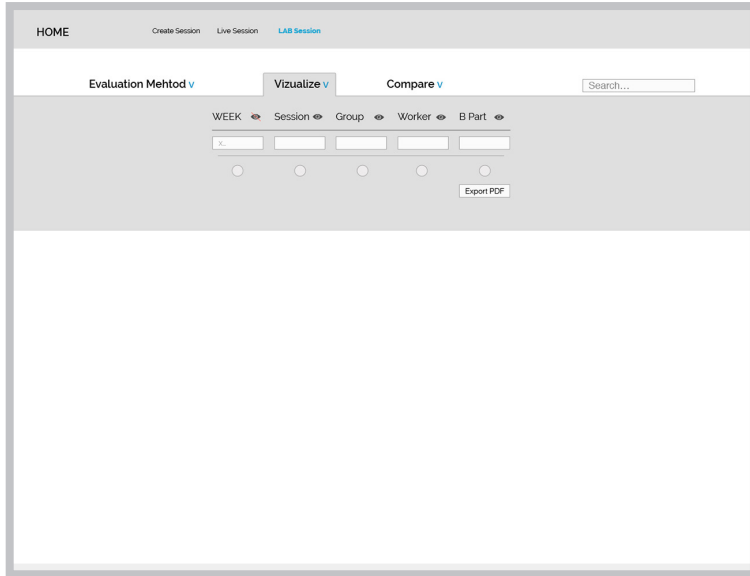 HOME Create Session Live Session LAB Session
Evaluation Mehtod v Vizualize v Compare v Search...
WEEK Session Group Worker B Part
x..
Export PDF